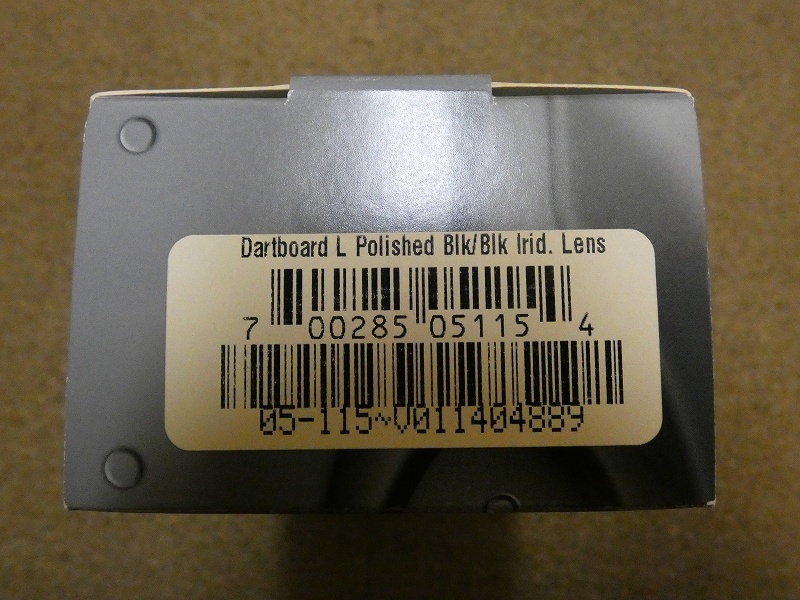 Dartboard L Polished Blk/Blk Irid. Lens
7 00285 05115 4
05-115~V011404889